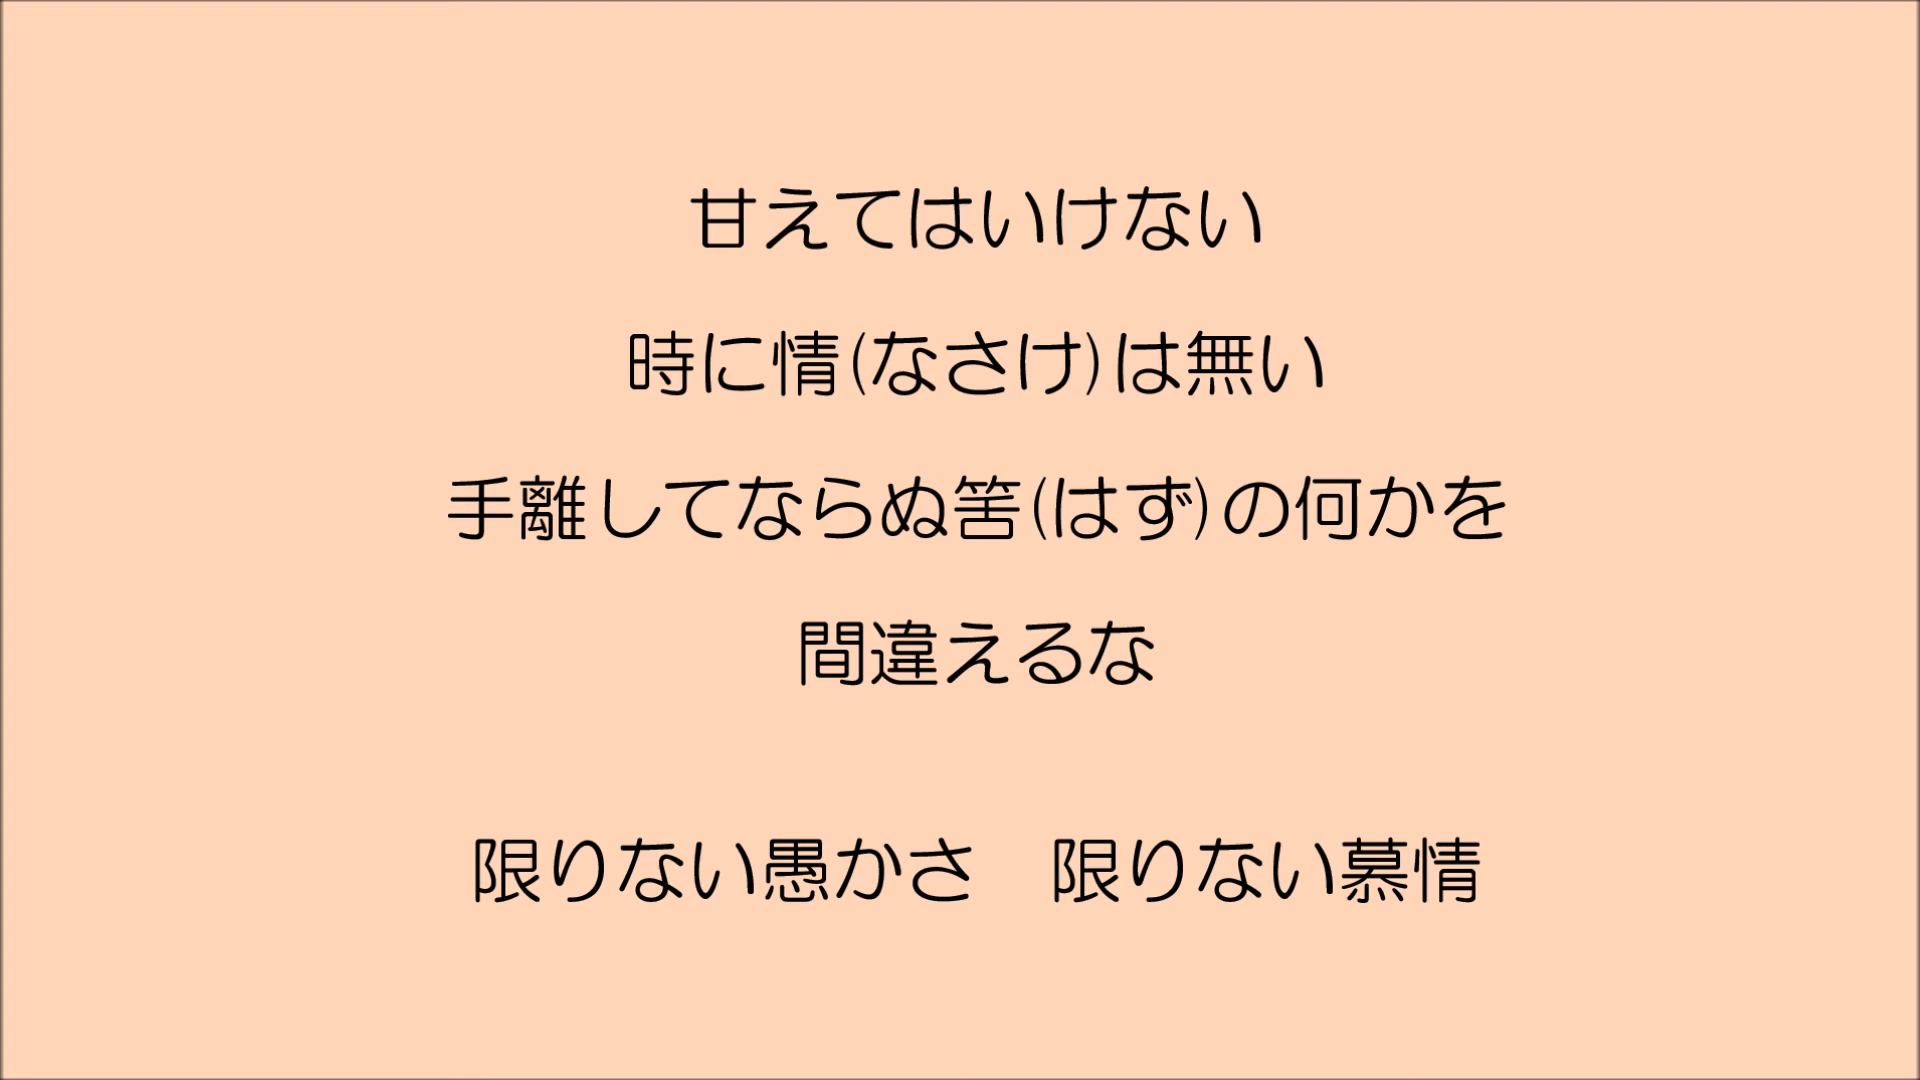 甘えてはいけない
時に情(なさけ)は無い
手離してならぬ筈(はず)の何かを
間違えるな
限りない愚かさ　限りない慕情